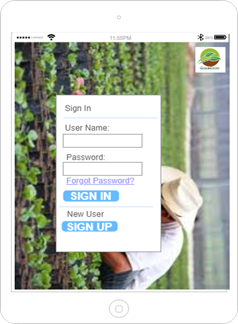 11:55PM
Sign In
User Name:
Password:
Forgot Password?
SIGN IN
New User
SIGN UP